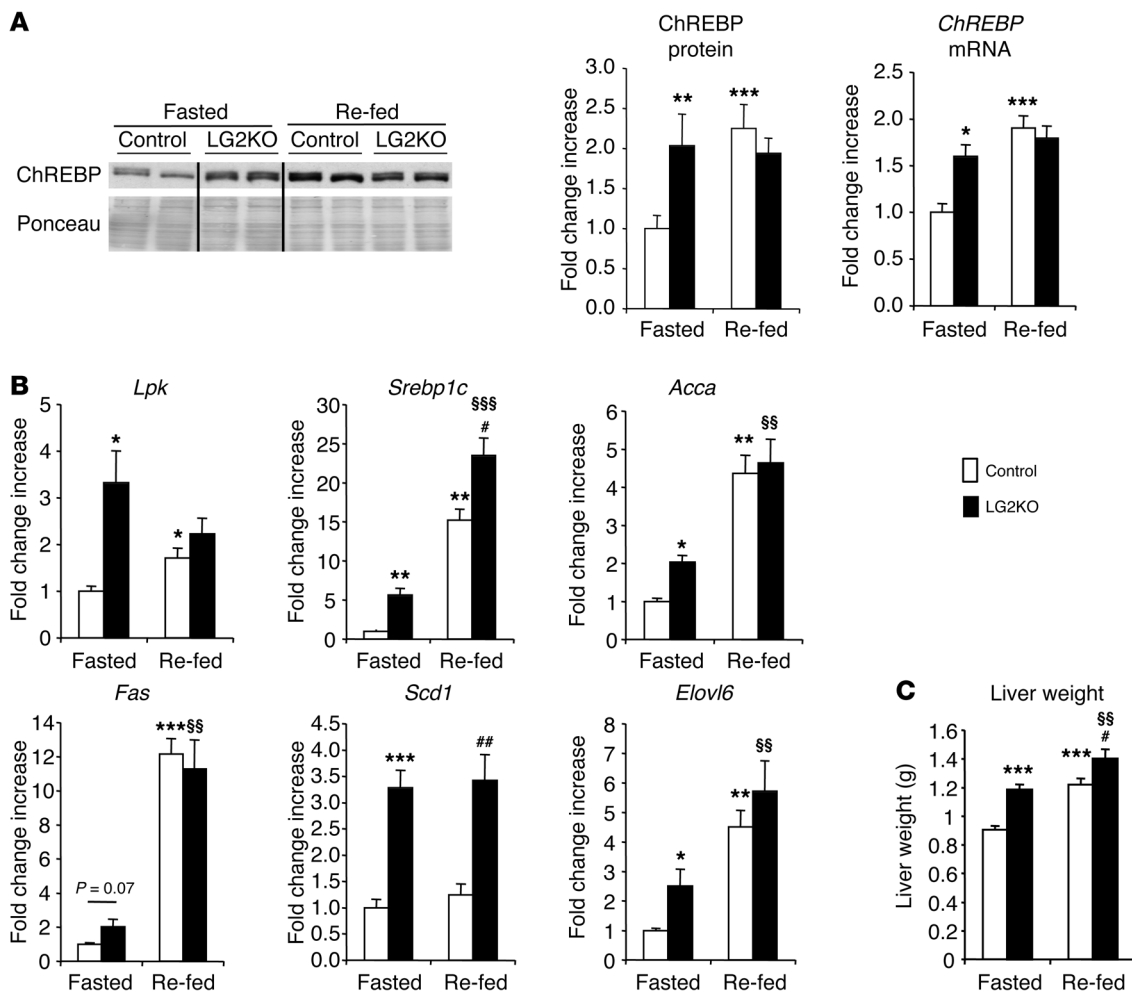 A
Fasted Re-fed
Control LG2KO Control LG2KO
ChREBP
Ponceau
ChREBP
protein
Fold change increase
3.0
2.5
2.0
1.5
1.0
0.5
0.0
**
***
Fasted Re-fed
ChREBP
mRNA
Fold change increase
2.5
2.0
1.5
1.0
0.5
0.0
*
***
Fasted Re-fed
B
Lpk
Fold change increase
5
4
3
2
1
0
*
*
Fasted Re-fed
Srebp1c
Fold change increase
30
25
20
15
10
5
0
**
**
§§§
#
Fasted Re-fed
Acca
Fold change increase
6
5
4
3
2
1
0
*
**
§§
Fasted Re-fed
Control
LG2KO
Fas
Fold change increase
14
12
10
8
6
4
2
0
P = 0.07
***
§§
Fasted Re-fed
Scd1
Fold change increase
4.5
4.0
3.5
3.0
2.5
2.0
1.5
1.0
0.5
0.0
***
##
Fasted Re-fed
Elovl6
Fold change increase
8
7
6
5
4
3
2
1
0
*
**
§§
Fasted Re-fed
C
Liver weight
Liver weight (g)
1.6
1.4
1.2
1
0.8
0.6
0.4
0.2
0
***
***
§§
#
Fasted Re-fed